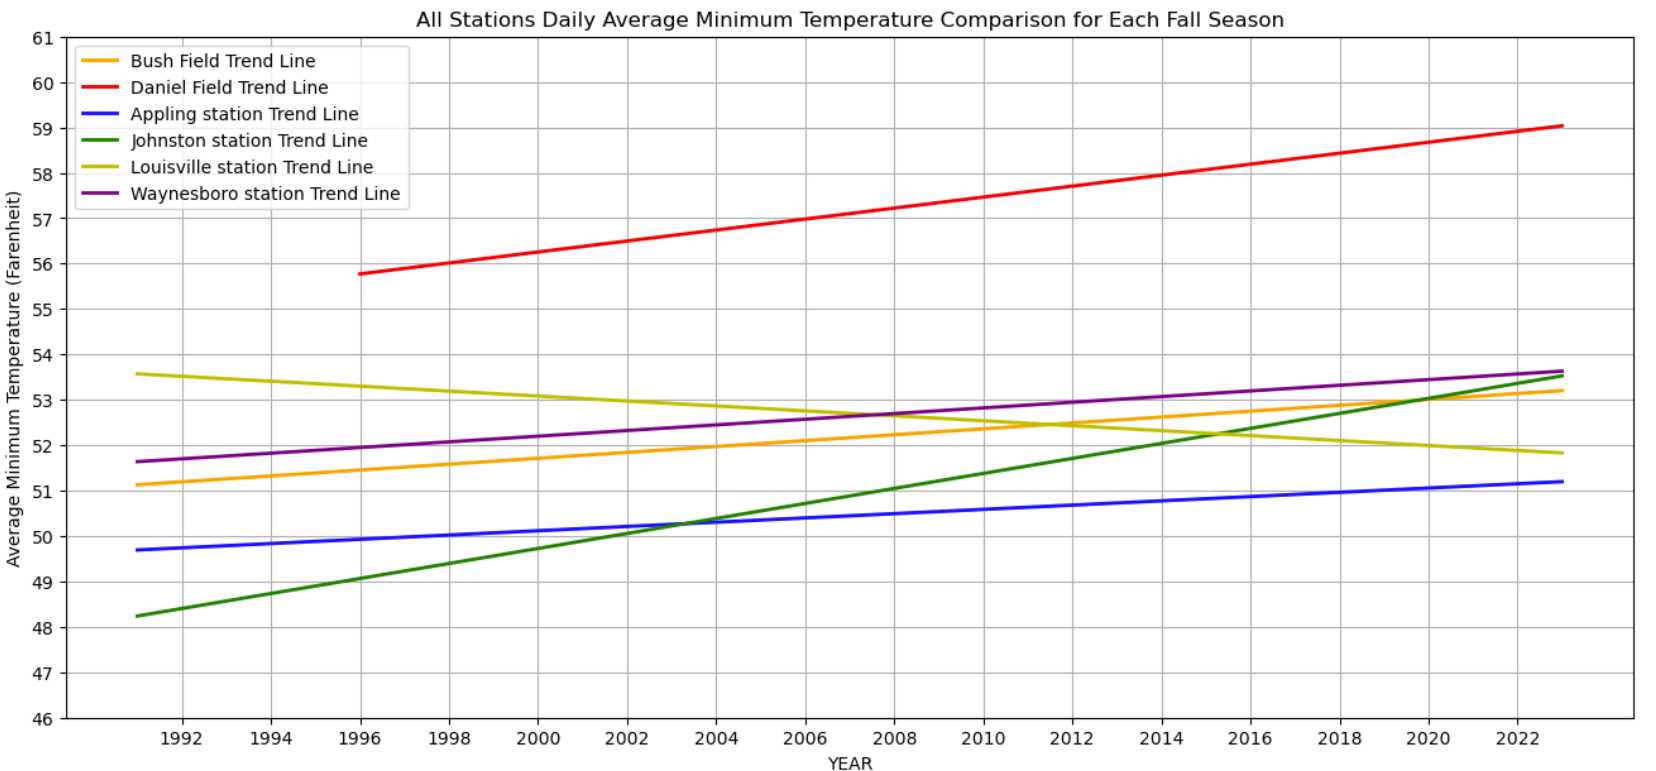 All Stations Daily Average Minimum Temperature Comparison for Each Fall Season
Bush Field Trend Line
Daniel Field Trend Line
Appling station Trend Line
Johnston station Trend Line
Louisville station Trend Line
Waynesboro station Trend Line
Average Minimum Temperature (Farenheit)
61
60
59
58
57
56
55
54
53
52
51
50
49
48
47
46
1992 1994 1996 1998 2000 2002 2004 2006 2008 2010 2012 2014 2016 2018 2020 2022
YEAR